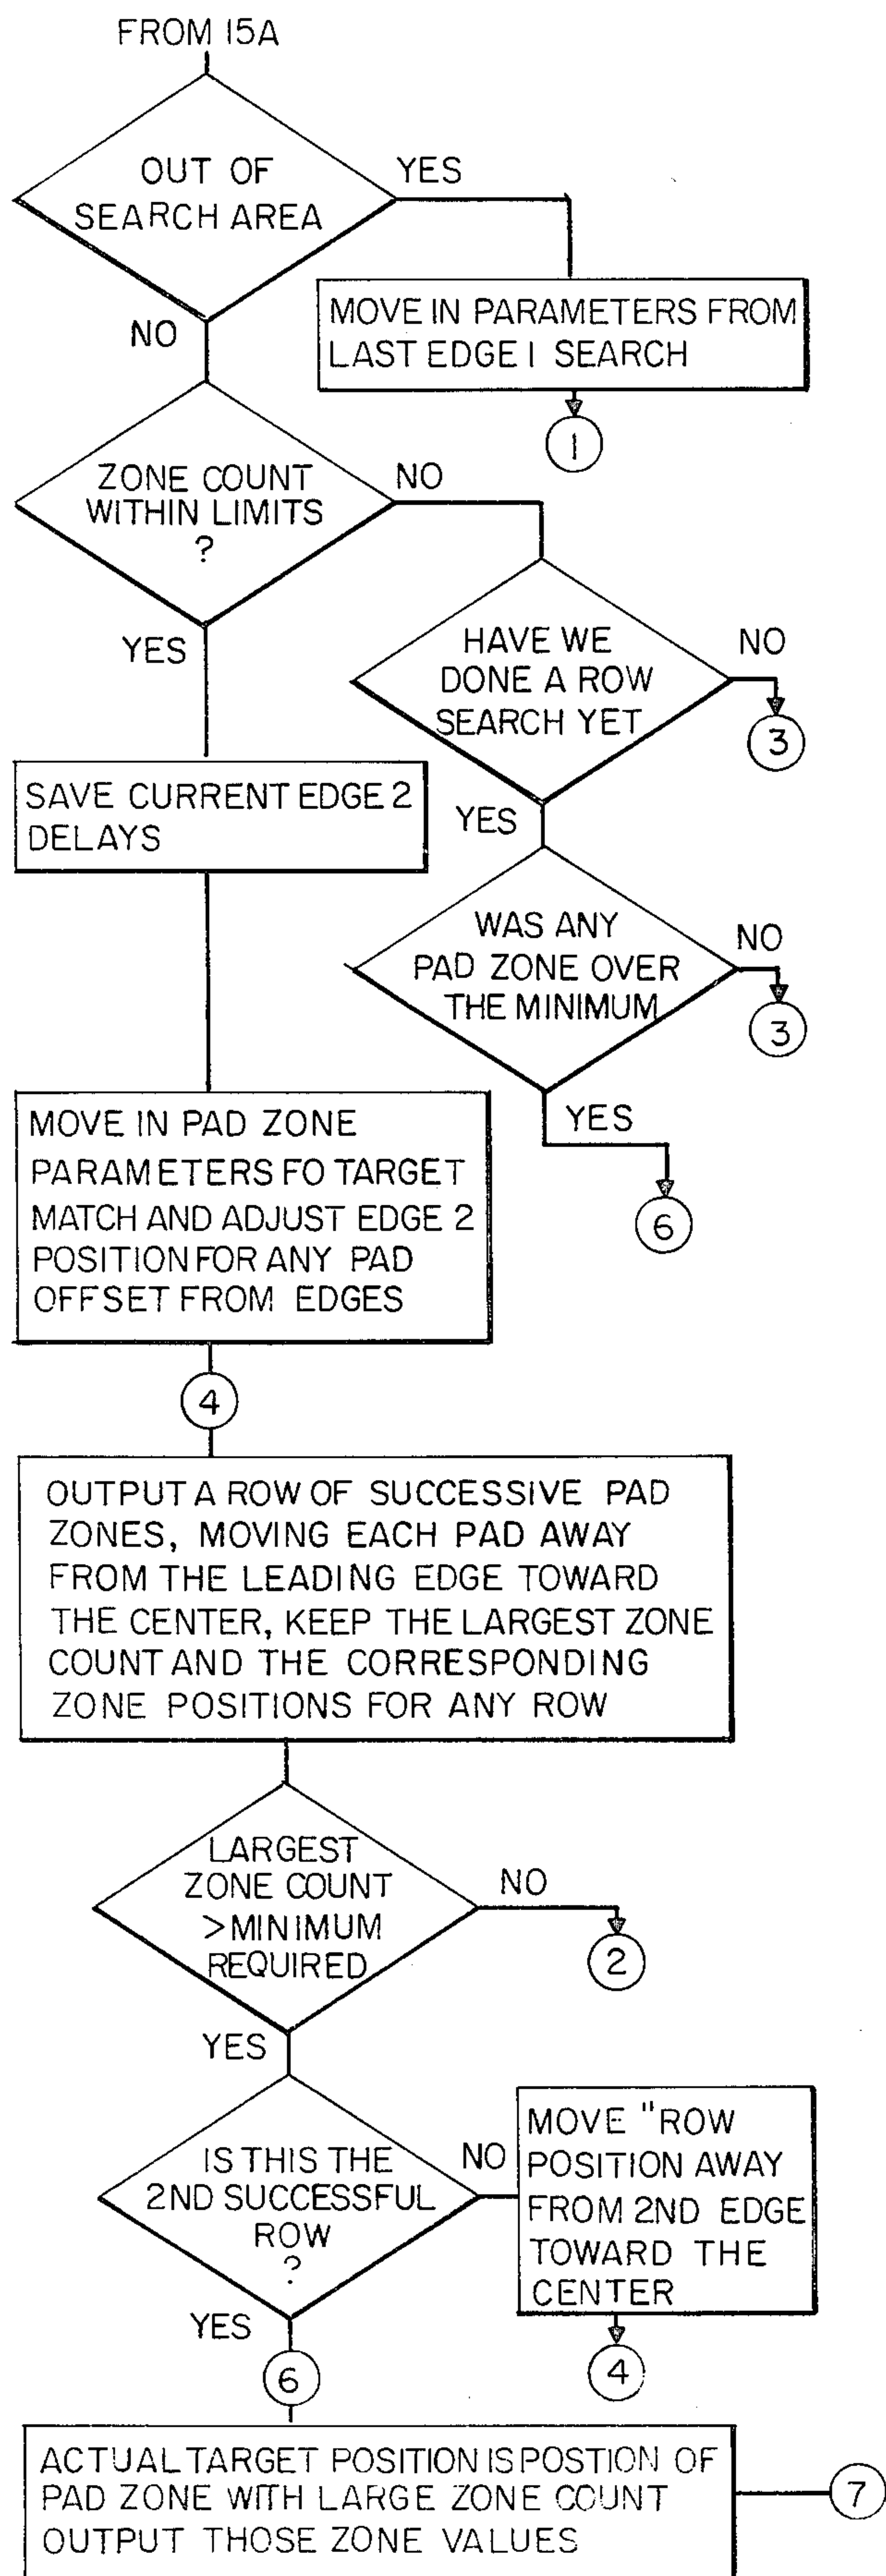 FROM 15A
OUT OF
SEARCH AREA
YES
NO
MOVE IN PARAMETERS FROM
LAST EDGE 1 SEARCH
1
ZONE COUNT
WITHIN LIMITS
?
NO
YES
HAVE WE
DONE A ROW
SEARCH YET
NO
3
YES
SAVE CURRENT EDGE 2
DELAYS
WAS ANY
PAD ZONE OVER
THE MINIMUM
NO
3
YES
6
MOVE IN PAD ZONE
PARAMETERS FO TARGET
MATCH AND ADJUST EDGE 2
POSITION FOR ANY PAD
OFFSET FROM EDGES
4
OUTPUT A ROW OF SUCCESSIVE PAD
ZONES, MOVING EACH PAD AWAY
FROM THE LEADING EDGE TOWARD
THE CENTER, KEEP THE LARGEST ZONE
COUNT AND THE CORRESPONDING
ZONE POSITIONS FOR ANY ROW
LARGEST
ZONE COUNT
>MINIMUM
REQUIRED
NO
2
YES
IS THIS THE
2ND SUCCESSFUL
ROW
?
NO
MOVE "ROW
POSITION AWAY
FROM 2ND EDGE
TOWARD THE
CENTER
4
YES
6
ACTUAL TARGET POSITION IS POSTION OF
PAD ZONE WITH LARGE ZONE COUNT
OUTPUT THOSE ZONE VALUES
7